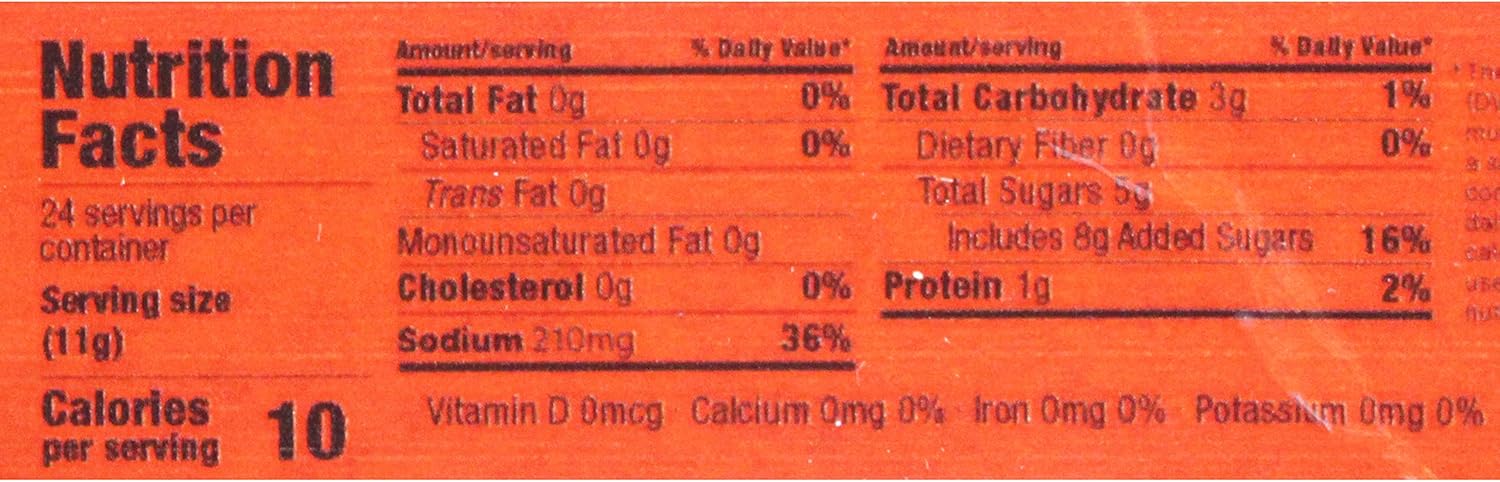 Nutrition
Facts
24 servings per
container
Serving size
(11g)
Calories
per serving 10
Amount/serving % Daily Value*
Total Fat 0g 0%
Saturated Fat 0g 0%
Trans Fat 0g
Monounsaturated Fat 0g
Cholesterol 0g 0%
Sodium 210mg 36%
Amount/serving % Daily Value*
Total Carbohydrate 3g 1%
Dietary Fiber 0g 0%
Total Sugars 5g
Includes 8g Added Sugars 16%
Protein 1g 2%
Vitamin D 0mcg Calcium 0mg 0% Iron 0mg 0% Potassium 0mg 0%